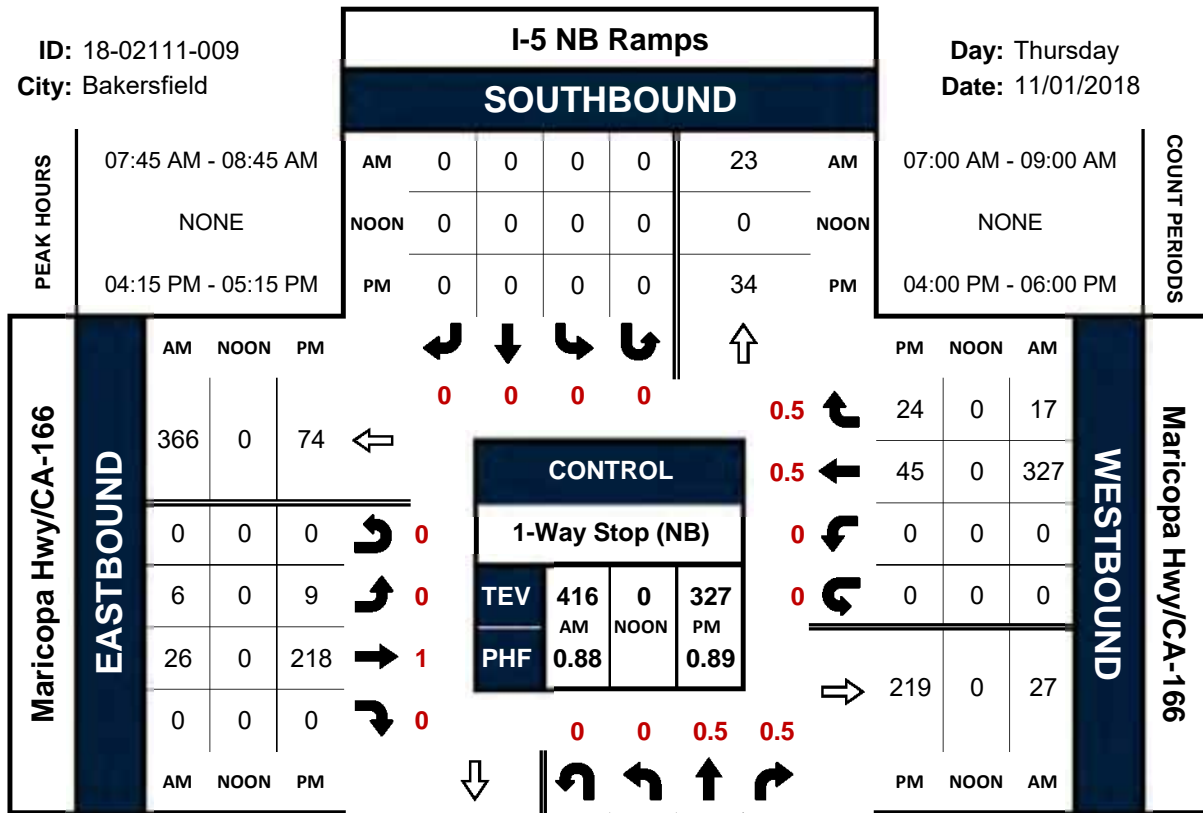 ID: 18-02111-009
City: Bakersfield
I-5 NB Ramps
SOUTHBOUND
Day: Thursday
Date: 11/01/2018
PEAK HOURS
07:45 AM - 08:45 AM
NONE
04:15 PM - 05:15 PM
AM 0 0 0 0 23 AM
NOON 0 0 0 0 0 NOON
PM 0 0 0 0 34 PM
07:00 AM - 09:00 AM
NONE
04:00 PM - 06:00 PM
COUNT PERIODS
0 0 0 0
Maricopa Hwy/CA-166
EASTBOUND
AM NOON PM
366 0 74
0 0 0 0
6 0 9 0
26 0 218 1
0 0 0 0
AM NOON PM
CONTROL
1-Way Stop (NB)
TEV 416 0 327
AM NOON PM
PHF 0.88 0.89
PM NOON AM
0.5 24 0 17
0.5 45 0 327
0 0 0 0
0 0 0 0
219 0 27
PM NOON AM
WESTBOUND
Maricopa Hwy/CA-166
0 0 0.5 0.5